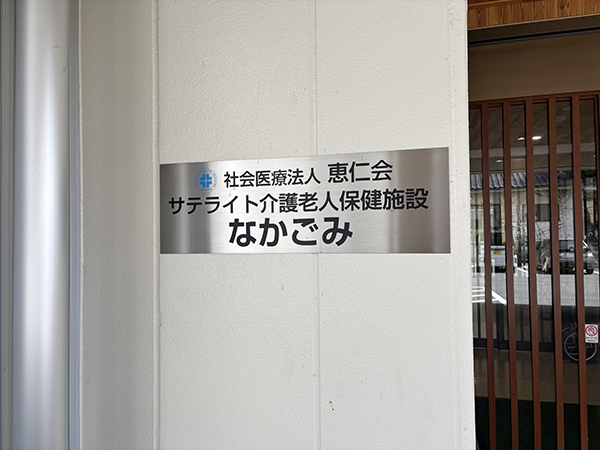 社会医療法人 恵仁会
サテライト介護老人保健施設
なかごみ